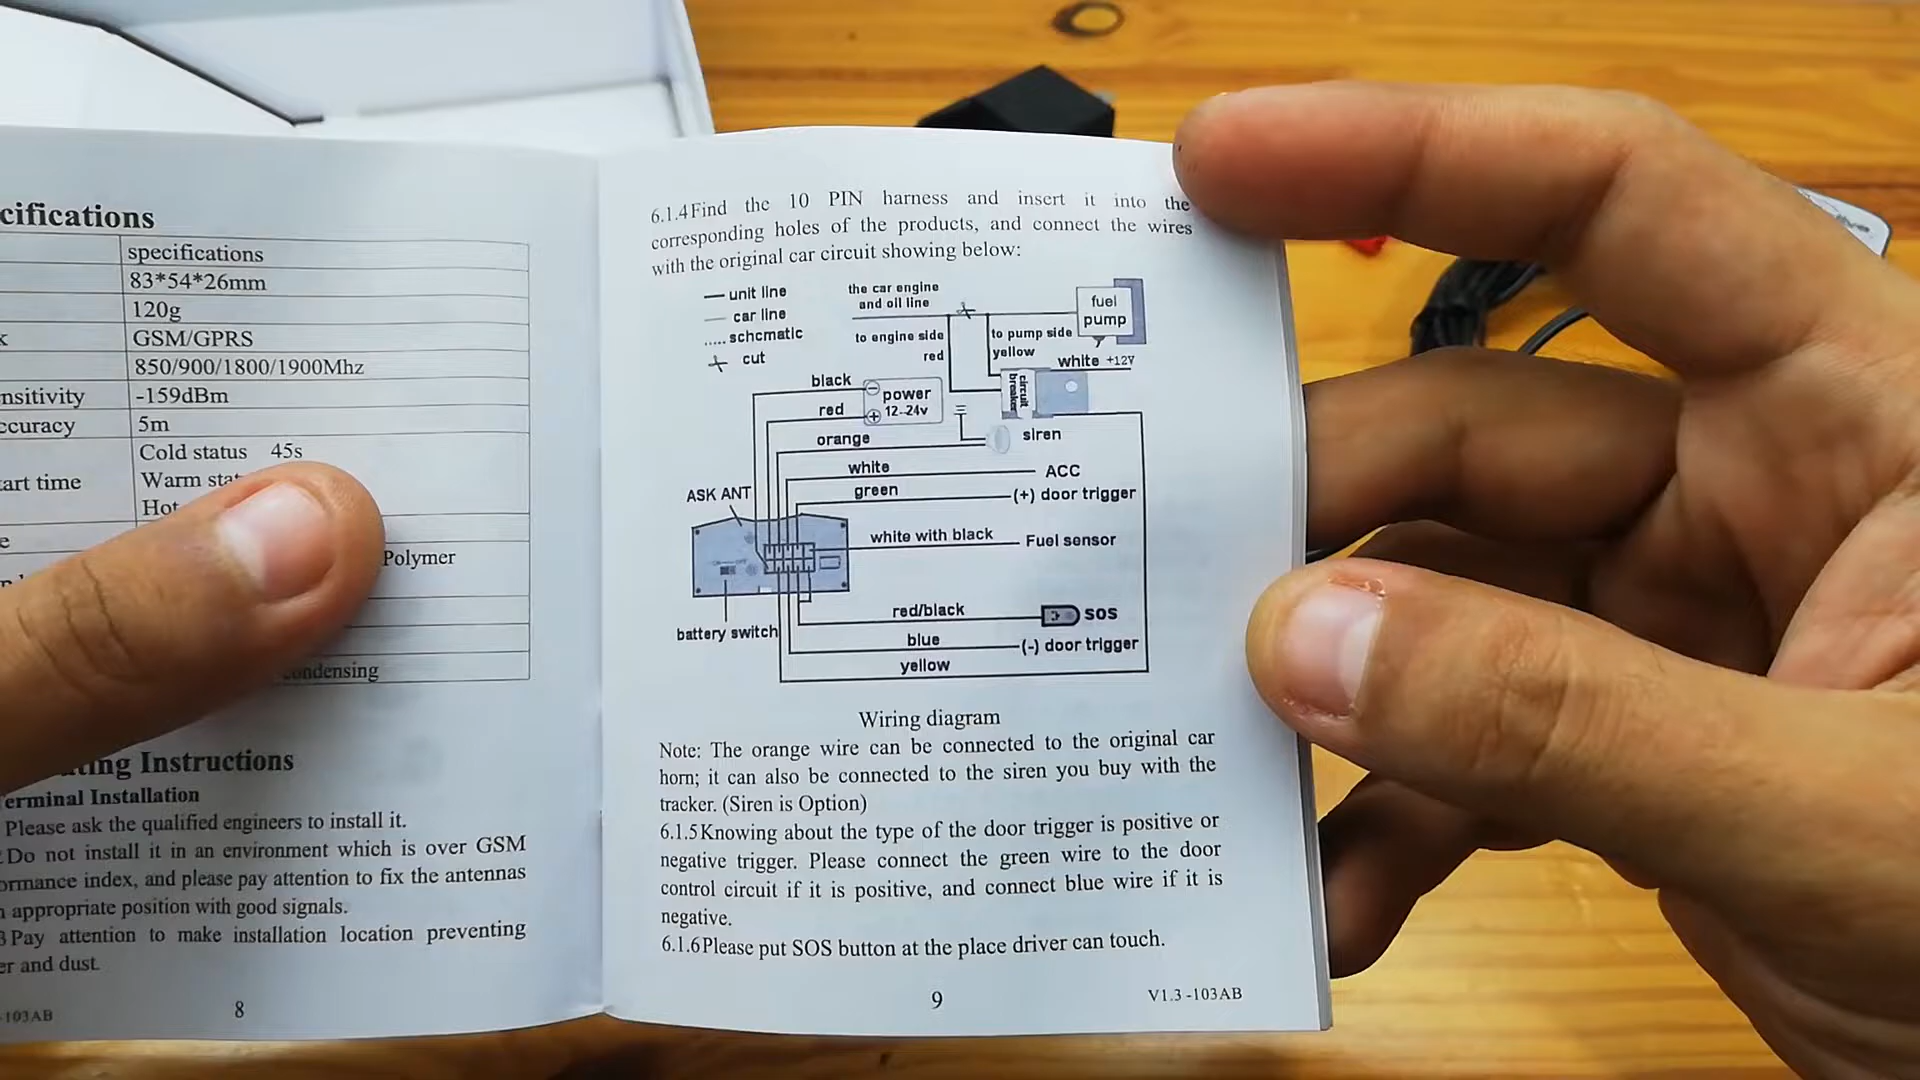 cifications
specifications
83*54*26mm
120g
k GSM/GPRS
850/900/1800/1900Mhz
nsitivity -159dBm
ccuracy 5m
Cold status 45s
art time Warm sta
Hot
e
Polymer
condensing
ting Instructions
erminal Installation
Please ask the qualified engineers to install it.
Do not install it in an environment which is over GSM
ormance index, and please pay attention to fix the antennas
n appropriate position with good signals.
3 Pay attention to make installation location preventing
er and dust.
-103AB
8
6.1.4Find the 10 PIN harness and insert it into the
corresponding holes of the products, and connect the wires
with the original car circuit showing below:
unit line
car line
schcmatic
cut
the car engine
and oil line
fuel
pump
to engine side
to pump side
red
yellow
white +12V
circuit
breaker
black
power
12-24v
red
orange
siren
white
ACC
green
(+) door trigger
ASK ANT
white with black
Fuel sensor
red/black
SOS
battery switch
blue
(-) door trigger
yellow
Wiring diagram
Note: The orange wire can be connected to the original car
horn; it can also be connected to the siren you buy with the
tracker. (Siren is Option)
6.1.5Knowing about the type of the door trigger is positive or
negative trigger. Please connect the green wire to the door
control circuit if it is positive, and connect blue wire if it is
negative.
6.1.6Please put SOS button at the place driver can touch.
9
V1.3-103AB